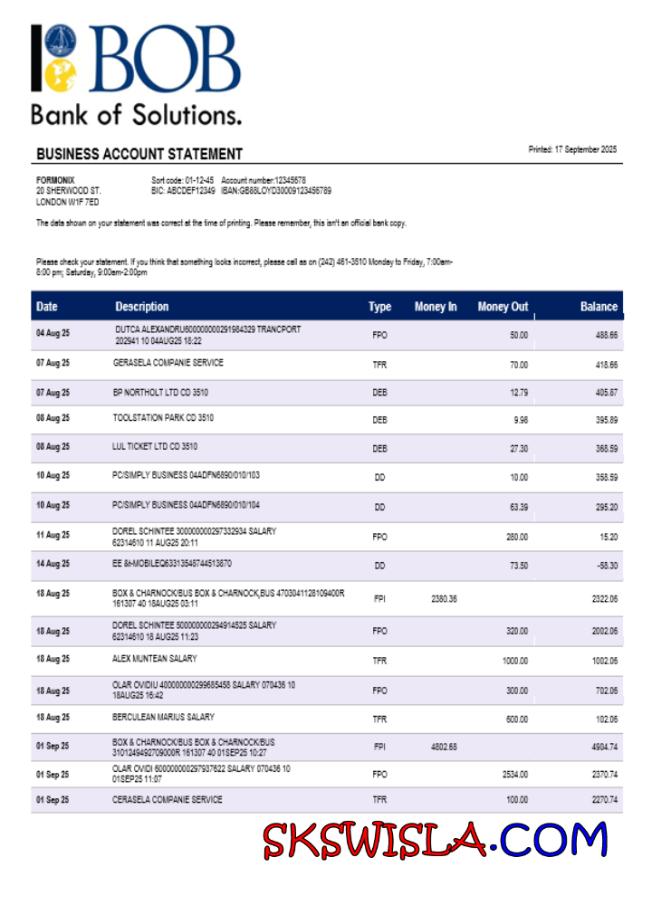 BOB
Bank of Solutions.
BUSINESS ACCOUNT STATEMENT
Printed: 17 September 2025
FORMONIX
20 SHERWOOD ST.
LONDON W1F 7ED
Sort code: 01-12-45 Account number:12345678
BIC: ABCDEF12349 IBAN:GB88LOYD30009123456789
The data shown on your statement was correct at the time of printing. Please remember, this isn't an official bank copy.
Please check your statement. If you think that something looks incorrect, please call as on (242) 461-3510 Monday to Friday, 7:00am-
8:00 pm; Saturday, 9:00am-2:00pm
Date Description Type Money In Money Out Balance
04 Aug 25 DUTCA ALEXANDRU600000000291984329 TRANCPORT FPO 50.00 488.66
202941 10 04AUG25 18:22
07 Aug 25 GERASELA COMPANIE SERVICE TFR 70.00 418.66
07 Aug 25 BP NORTHOLT LTD CD 3510 DEB 12.79 405.87
08 Aug 25 TOOLSTATION PARK CD 3510 DEB 9.98 395.89
08 Aug 25 LUL TICKET LTD CD 3510 DEB 27.30 368.59
10 Aug 25 PC/SIMPLY BUSINESS 04ADFN6890/010/103 DD 10.00 358.59
10 Aug 25 PC/SIMPLY BUSINESS 04ADFN6890/010/104 DD 63.39 295.20
11 Aug 25 DOREL SCHINTEE 300000000297332934 SALARY FPO 280.00 15.20
62314610 11 AUG25 20:11
14 Aug 25 EE &t-MOBILEQ63313548744513870 DD 73.50 -58.30
18 Aug 25 BOX & CHARNOCK/BUS BOX & CHARNOCK,BUS 4703041128109400R FPI 2380.36 2322.06
161307 40 18AUG25 03:11
18 Aug 25 DOREL SCHINTEE 500000000294914525 SALARY FPO 320.00 2002.06
62314610 18 AUG25 11:23
18 Aug 25 ALEX MUNTEAN SALARY TFR 1000.00 1002.06
18 Aug 25 OLAR OVIDIU 400000000299685458 SALARY 070436 10 FPO 300.00 702.06
18AUG25 16:42
18 Aug 25 BERCULEAN MARIUS SALARY TFR 600.00 102.06
01 Sep 25 BOX & CHARNOCK/BUS BOX & CHARNOCK/BUS FPI 4802.68 4904.74
3101249492709000R 161307 40 01SEP25 10:27
01 Sep 25 OLAR OVIDI 600000000297937622 SALARY 070436 10 FPO 2534.00 2370.74
01SEP25 11:07
01 Sep 25 CERASELA COMPANIE SERVICE TFR 100.00 2270.74
SKSWISLA.COM